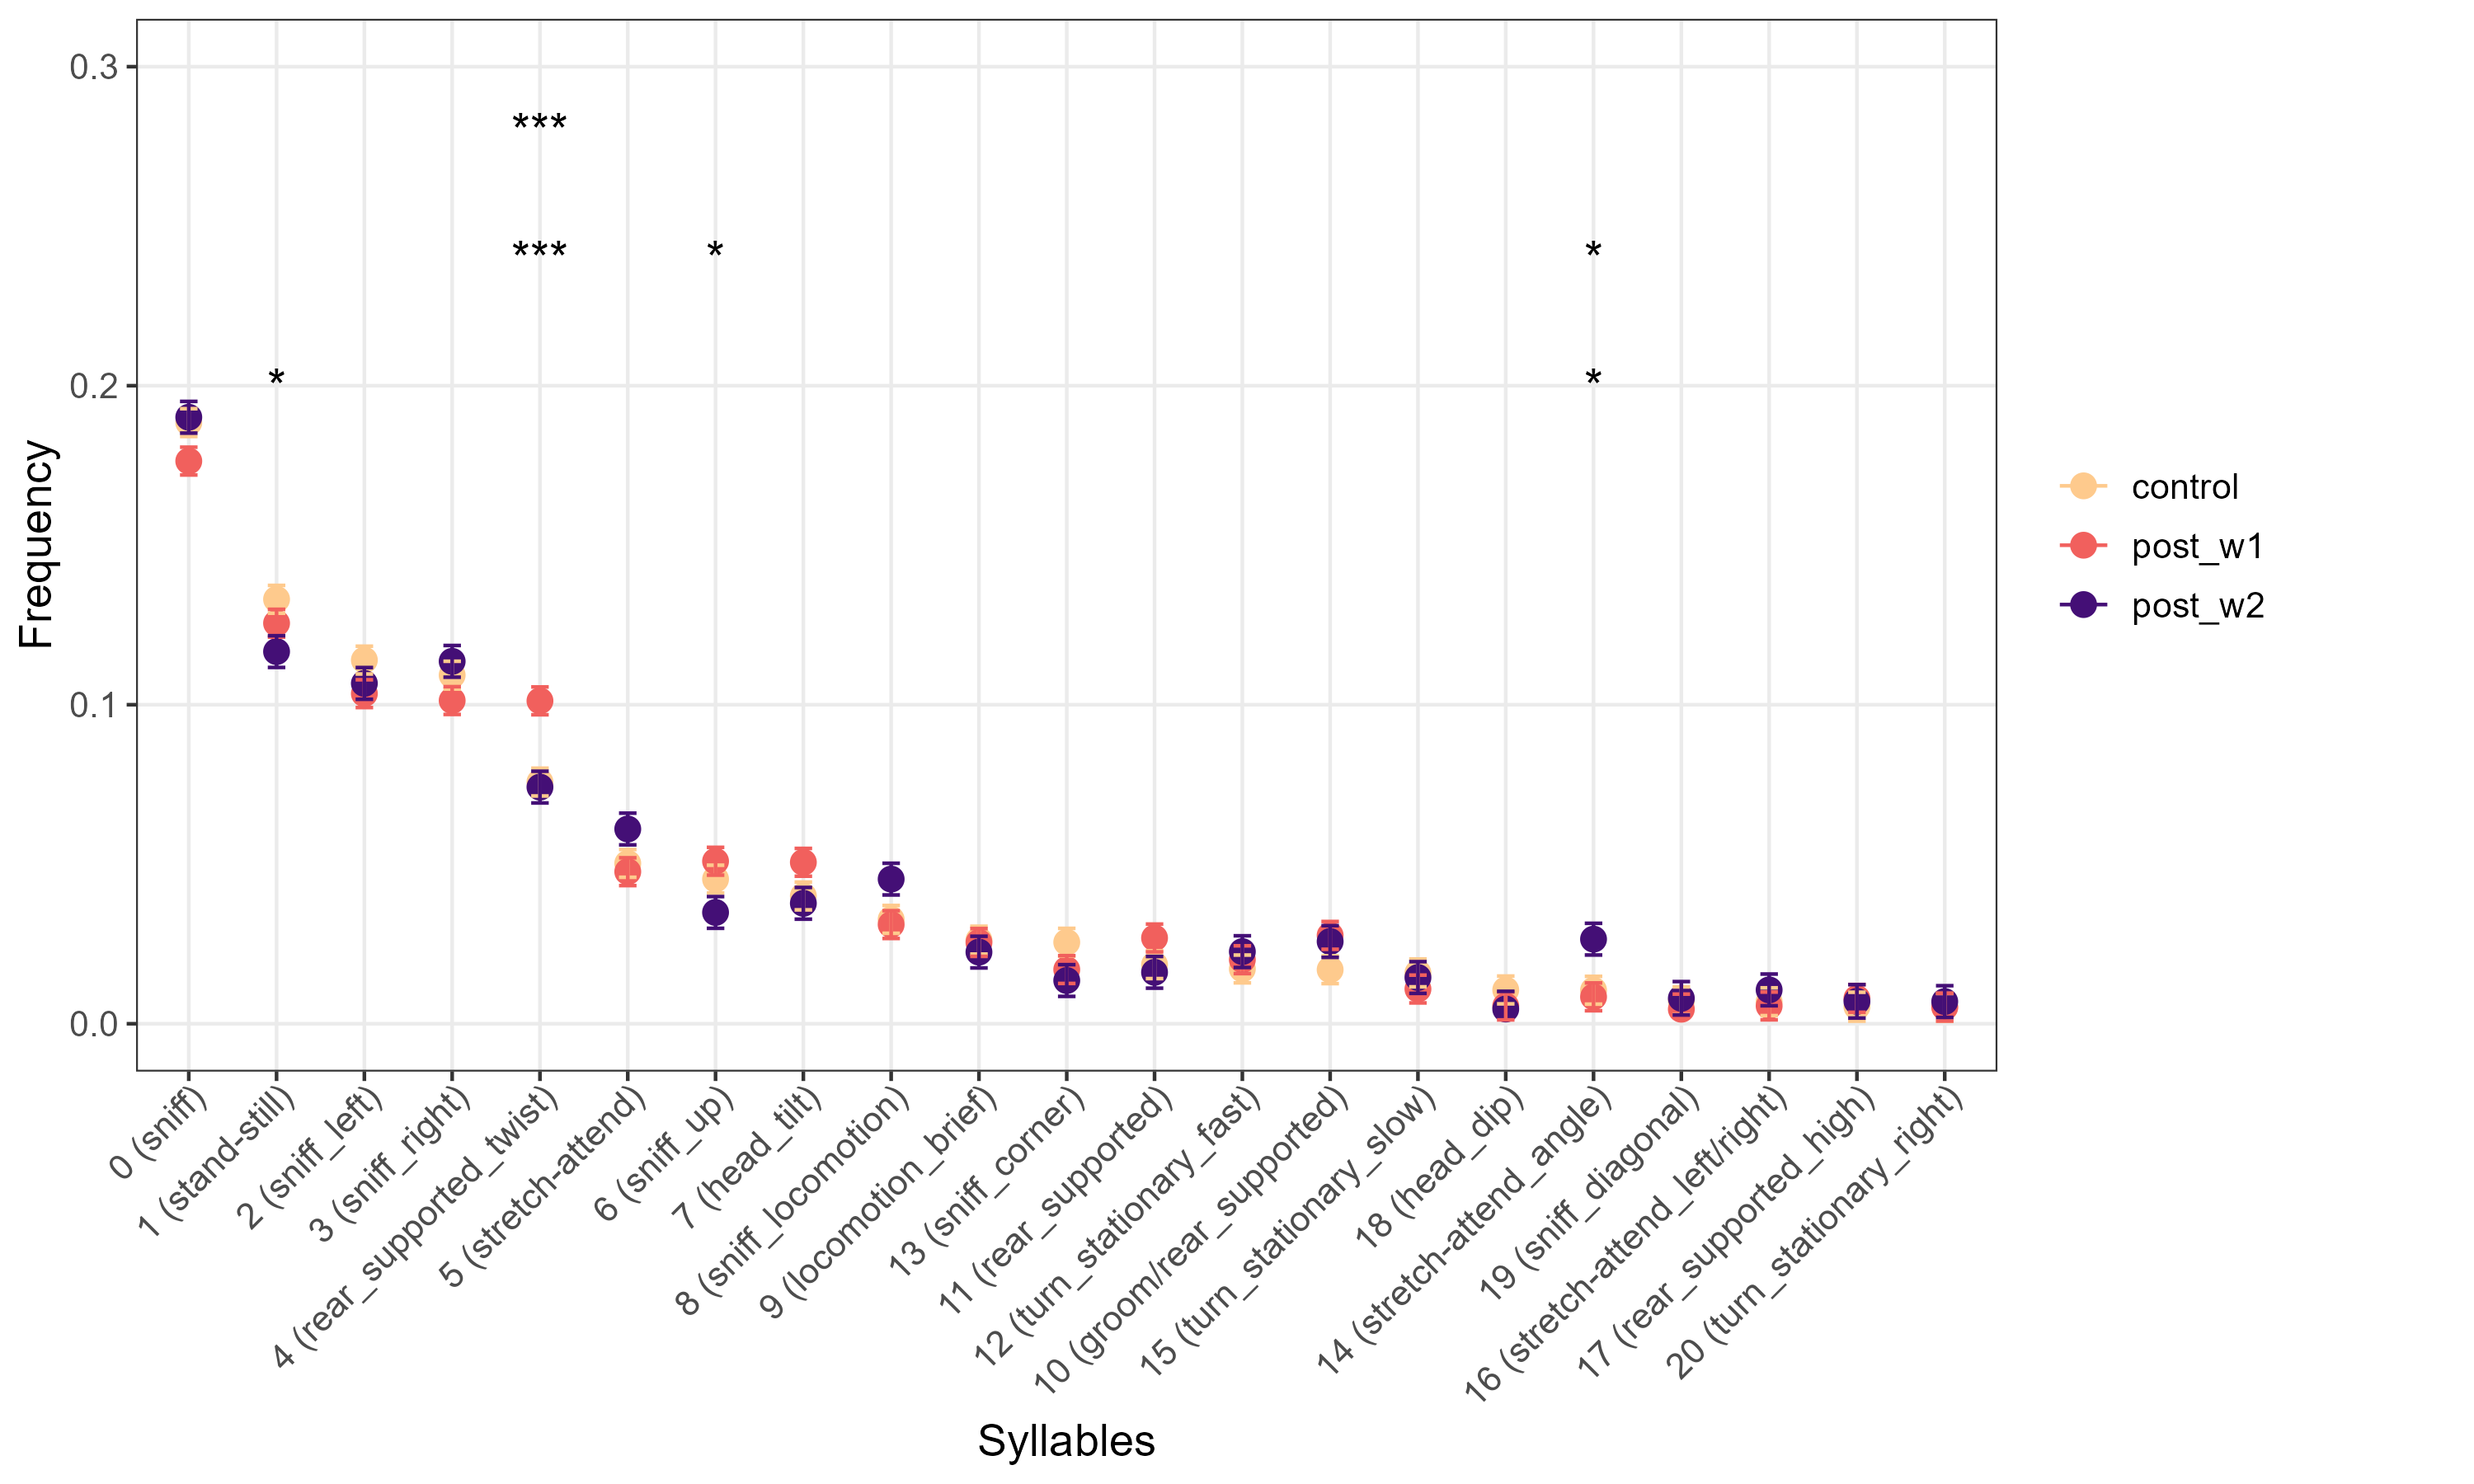 0.3
0.2
0.1
0.0
Frequency
***
***
*
*
*
*
0 (sniff)
1 (stand-still)
2 (sniff_left)
3 (sniff_right)
4 (rear_supported_twist)
5 (stretch-attend)
6 (sniff_up)
7 (head_tilt)
8 (sniff_locomotion)
9 (locomotion_brief)
13 (sniff_corner)
11 (rear_supported)
12 (turn_stationary_fast)
10 (groom/rear_supported)
15 (turn_stationary_slow)
18 (head_dip)
14 (stretch-attend_angle)
19 (sniff_diagonal)
16 (stretch-attend_left/right)
17 (rear_supported_high)
20 (turn_stationary_right)
Syllables
control
post_w1
post_w2